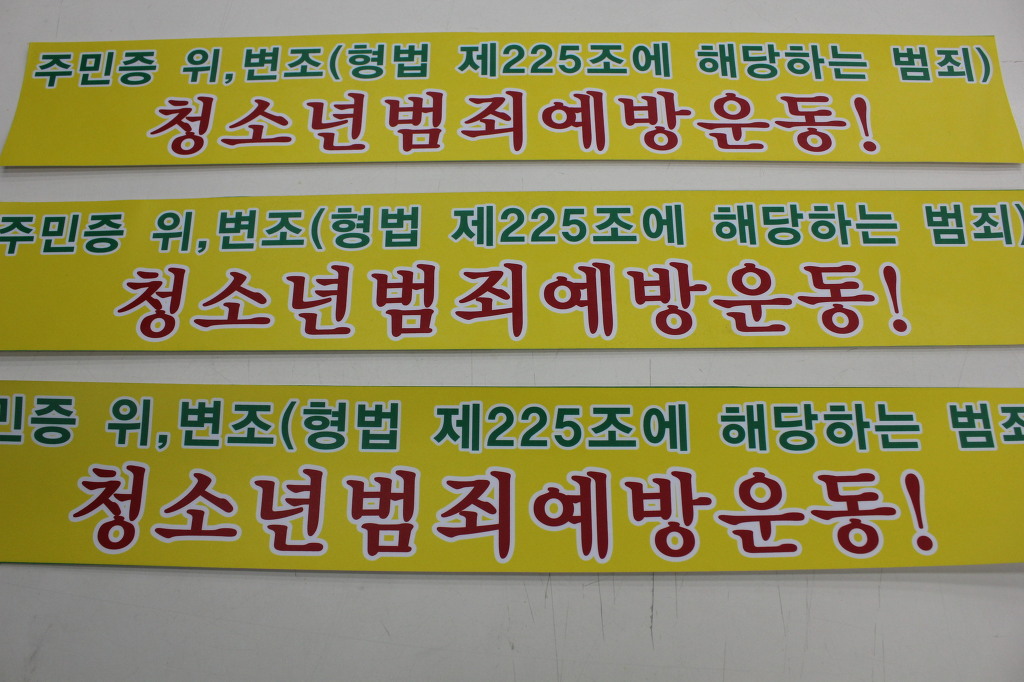 주민증 위,변조(형법 제225조에 해당하는 범죄)
청소년범죄예방운동!
주민증 위,변조(형법 제225조에 해당하는 범죄)
청소년범죄예방운동!
민증 위,변조(형법 제225조에 해당하는 범죄
청소년범죄예방운동!